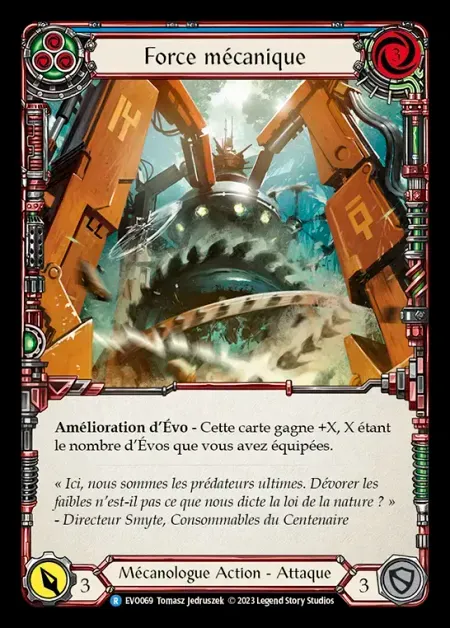 Force mécanique
3
Amélioration d'Évo - Cette carte gagne +X, X étant
le nombre d'Évos que vous avez équipées.
« Ici, nous sommes les prédateurs ultimes. Dévorer les
faibles n'est-il pas ce que nous dicte la loi de la nature ? »
- Directeur Smyte, Consommables du Centenaire
3
Mécanologue Action - Attaque
3
R EVO069 Tomasz Jedruszek © 2023 Legend Story Studios